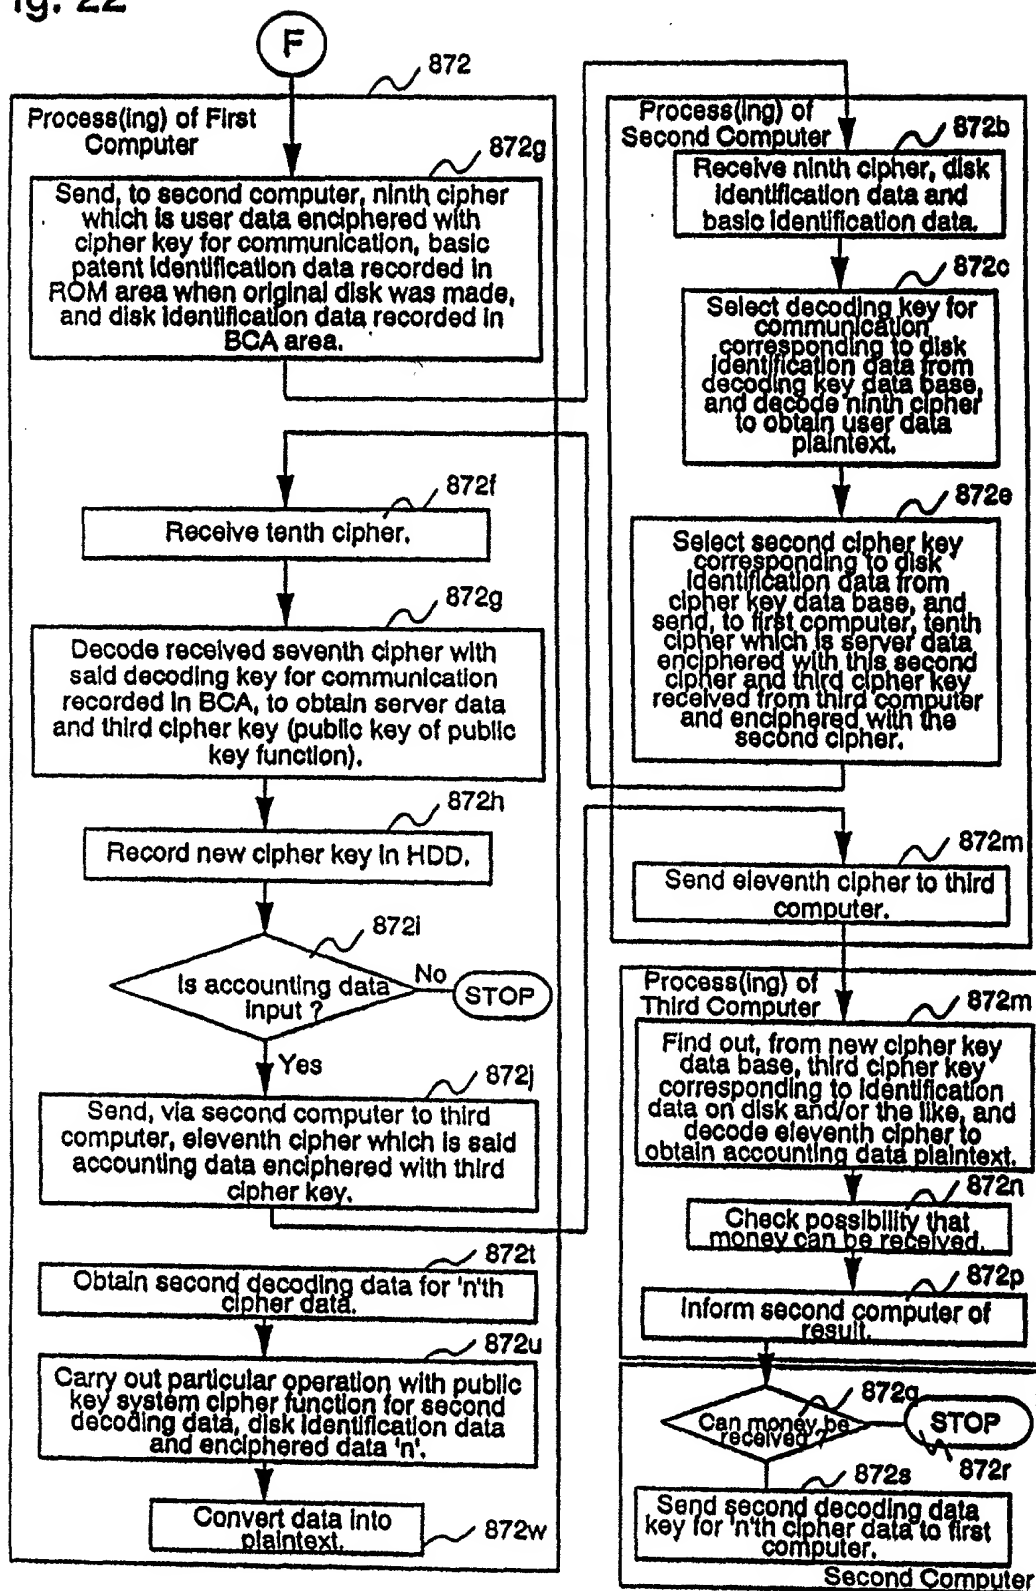 ig. 22
F
872
Process(ing) of First
Computer
872g
Send, to second computer, ninth cipher
which is user data enciphered with
cipher key for communication, basic
patent identification data recorded in
ROM area when original disk was made,
and disk identification data recorded in
BCA area.
872f
Receive tenth cipher.
872g
Decode received seventh cipher with
said decoding key for communication
recorded in BCA, to obtain server data
and third cipher key (public key of public
key function).
872h
Record new cipher key in HDD.
872i
Is accounting data
input ?
No
STOP
Yes
872j
Send, via second computer to third
computer, eleventh cipher which is said
accounting data enciphered with third
cipher key.
872t
Obtain second decoding data for 'n'th
cipher data.
872u
Carry out particular operation with public
key system cipher function for second
decoding data, disk identification data
and enciphered data 'n'.
Convert data into
plaintext.
872w
Process(ing) of
Second Computer
872b
Receive ninth cipher, disk
identification data and
basic identification data.
872c
Select decoding key for
communication
corresponding to disk
identification data from
decoding key data base,
and decode ninth cipher
to obtain user data
plaintext.
872e
Select second cipher key
corresponding to disk
identification data from
cipher key data base, and
send, to first computer, tenth
cipher which is server data
enciphered with this second
cipher and third cipher key
received from third computer
and enciphered with the
second cipher.
872m
Send eleventh cipher to third
computer.
Process(ing) of
Third Computer
872m
Find out, from new cipher key
data base, third cipher key
corresponding to identification
data on disk and/or the like, and
decode eleventh cipher to
obtain accounting data plaintext.
872n
Check possibility that
money can be received.
872p
Inform second computer of
result.
872q
Can money be
received ?
STOP
872r
872s
Send second decoding data
key for 'n'th cipher data to first
computer.
Second Computer